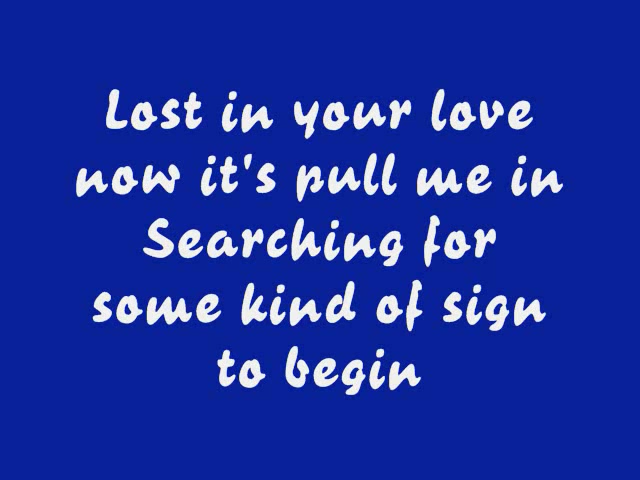 Lost in your love
now it's pull me in
Searching for
some kind of sign
to begin